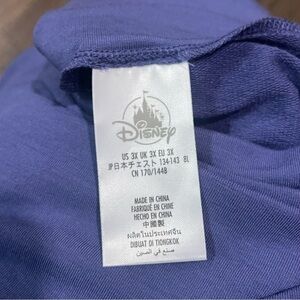 Disney
US 3X UK 3X EU 3X
JP日本チェスト 134-143 8L
CN 170/144B
MADE IN CHINA
FABRIQUÉ EN CHINE
HECHO EN CHINA
中國製
ผลิตในประเทศจีน
DIBUAT DI TIONGKOK
صنع في الصين